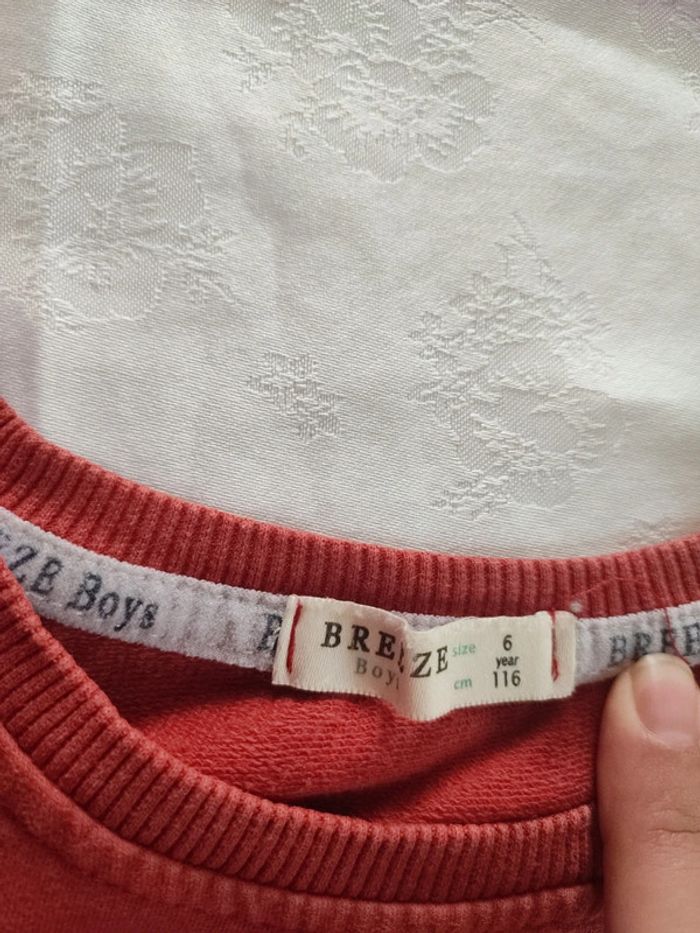 ZE Boys
BREEZE
Boys
size 6
year
cm 116
BREE